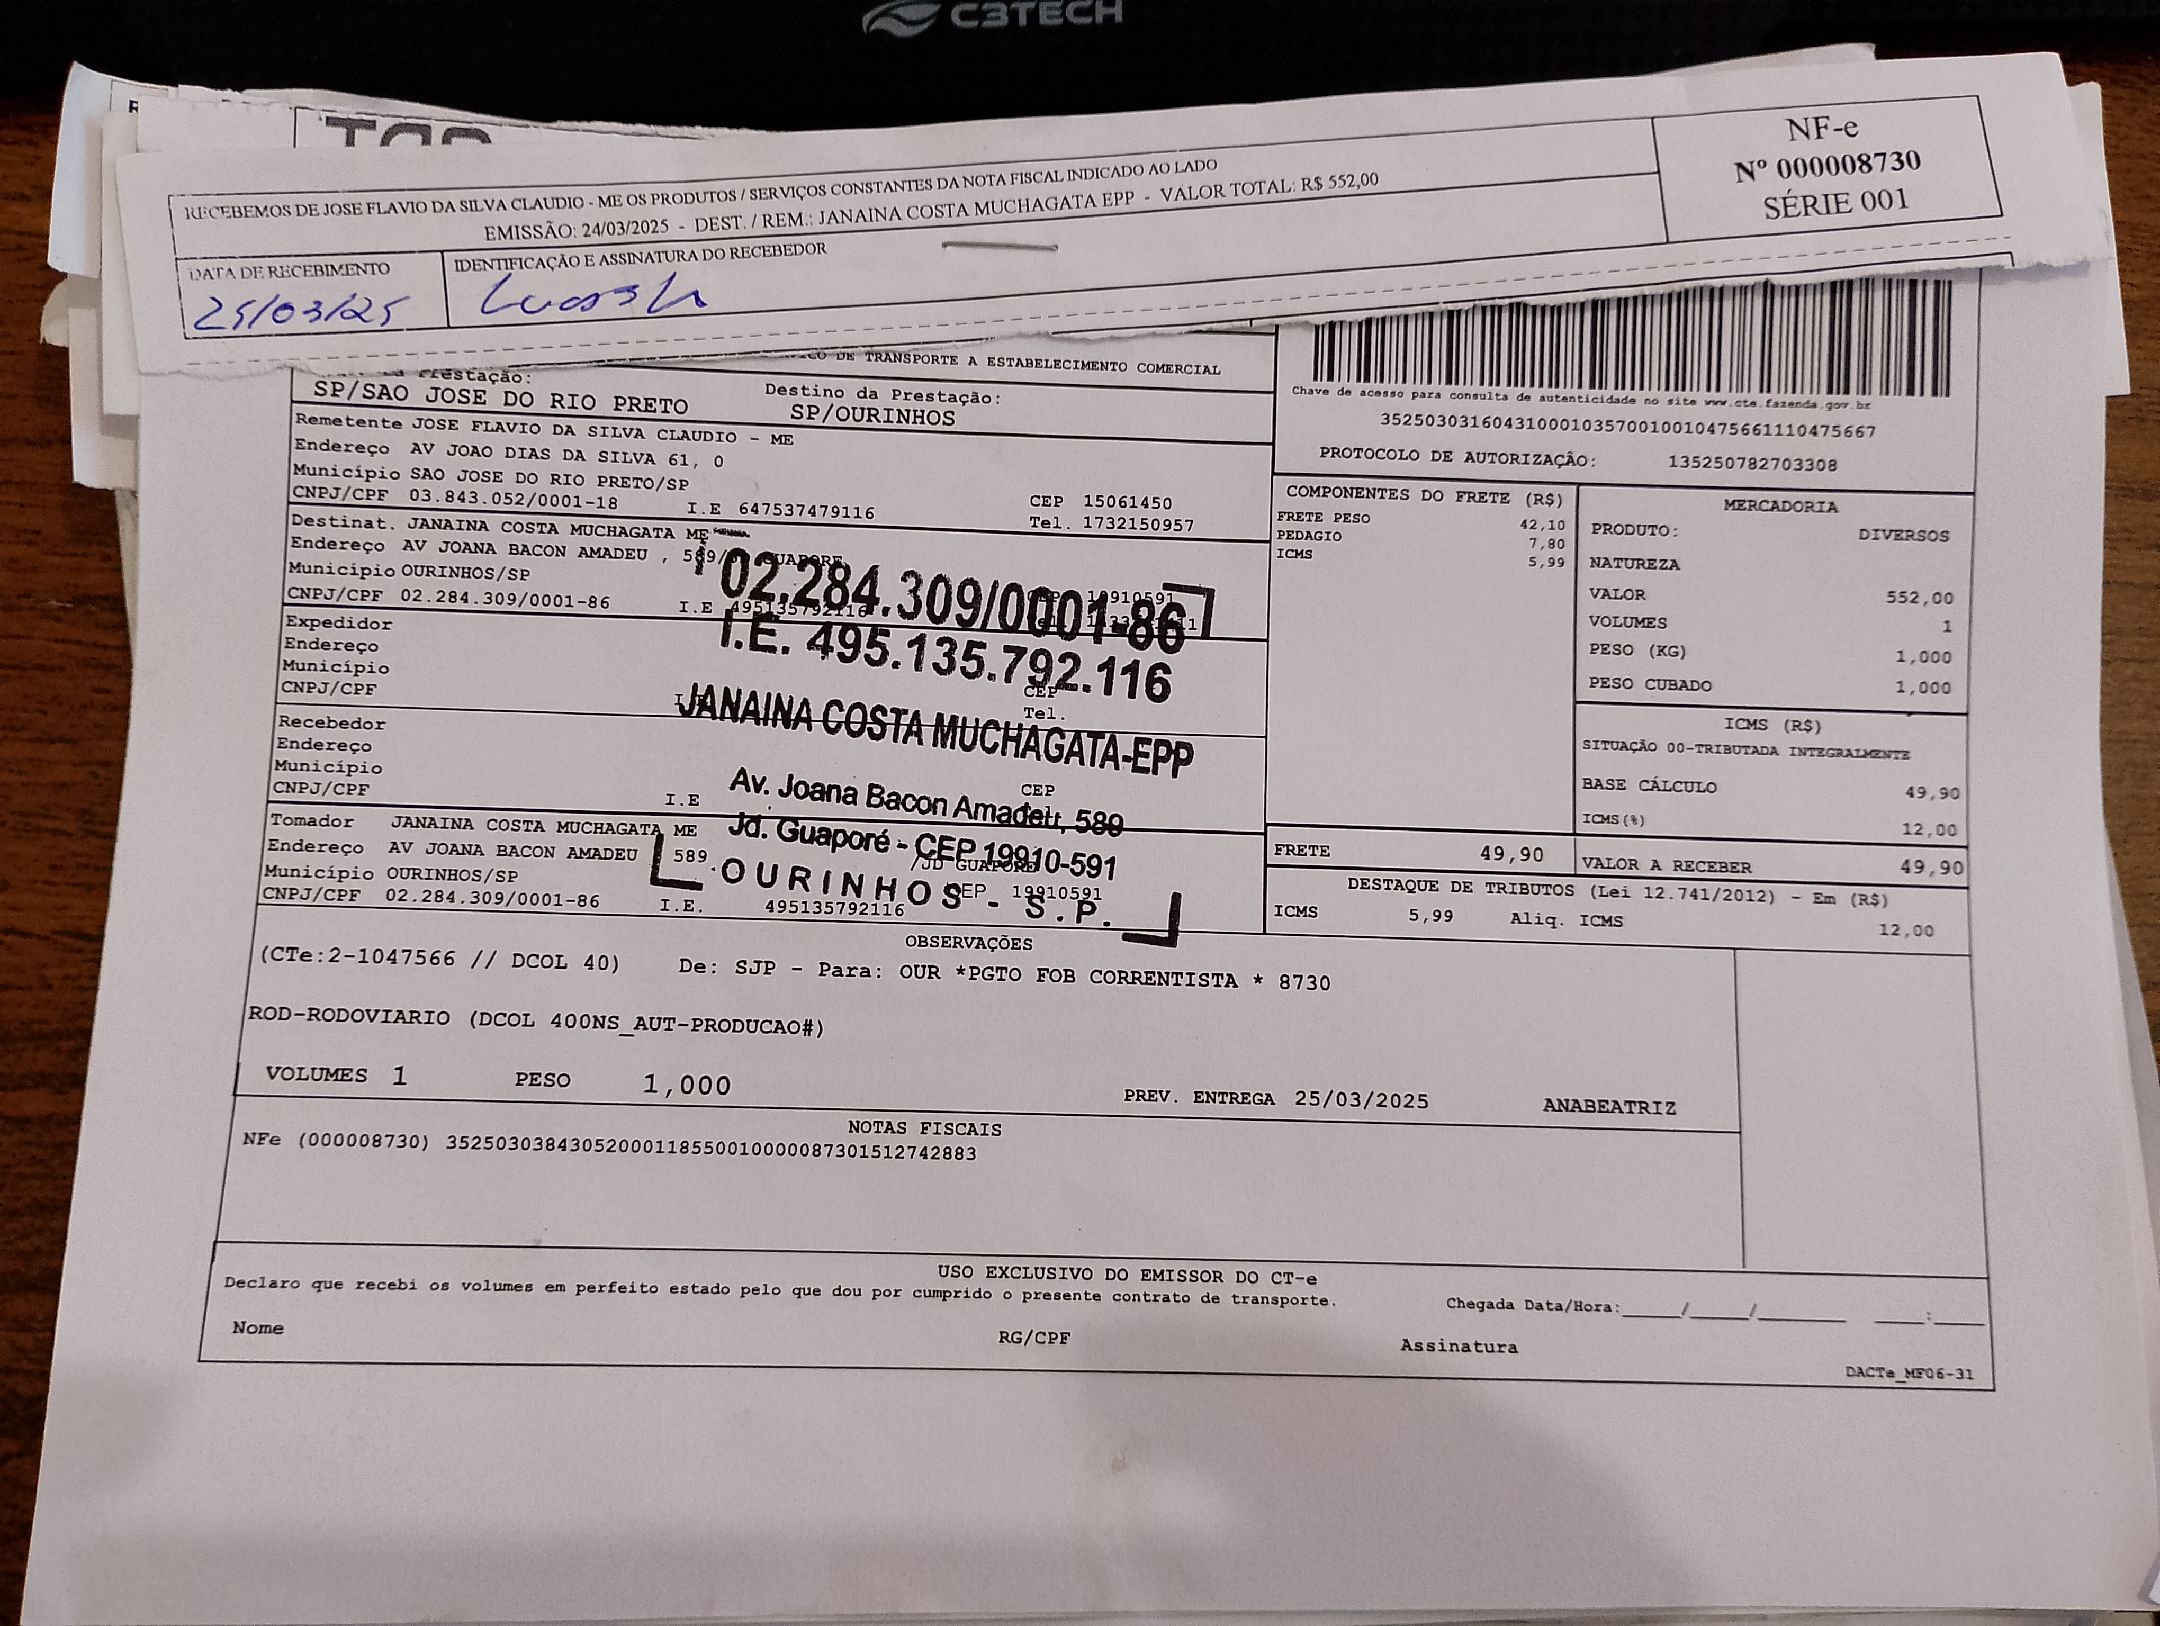 C3TECH
RECEBEMOS DE JOSE FLAVIO DA SILVA CLAUDIO - ME OS PRODUTOS / SERVIÇOS CONSTANTES DA NOTA FISCAL INDICADO AO LADO
EMISSÃO: 24/03/2025 - DEST. / REM.: JANAINA COSTA MUCHAGATA EPP - VALOR TOTAL: R$ 552,00
NF-e
Nº 000008730
SÉRIE 001
DATA DE RECEBIMENTO
25/03/25
IDENTIFICAÇÃO E ASSINATURA DO RECEBEDOR
DE TRANSPORTE A ESTABELECIMENTO COMERCIAL
Prestação:
SP/SAO JOSE DO RIO PRETO
Destino da Prestação:
SP/OURINHOS
Chave de acesso para consulta de autenticidade no site www.cte.fazenda.gov.br
35250303160431000103570010010475661110475667
PROTOCOLO DE AUTORIZAÇÃO: 135250782703308
Remetente JOSE FLAVIO DA SILVA CLAUDIO - ME
Endereço AV JOAO DIAS DA SILVA 61, 0
Município SAO JOSE DO RIO PRETO/SP
CNPJ/CPF 03.843.052/0001-18 I.E 647537479116
CEP 15061450
Tel. 1732150957
Destinat. JANAINA COSTA MUCHAGATA ME
Endereço AV JOANA BACON AMADEU , 589/ GUAPORE
Município OURINHOS/SP
CEP 19910591
CNPJ/CPF 02.284.309/0001-86 I.E 495135792116
02.284.309/0001-86
I.E. 495.135.792.116
JANAINA COSTA MUCHAGATA-EPP
Av. Joana Bacon Amadeu, 589
Jd. Guaporé - CEP 19910-591
OURINHOS - S.P.
Expedidor
Endereço
Município
CEP
CNPJ/CPF
Tel.
Recebedor
Endereço
Município
CEP
CNPJ/CPF
I.E
Tomador JANAINA COSTA MUCHAGATA ME
Endereço AV JOANA BACON AMADEU 589 /JD GUAPORE
Município OURINHOS/SP CEP 19910591
CNPJ/CPF 02.284.309/0001-86 I.E. 495135792116
COMPONENTES DO FRETE (R$)
FRETE PESO 42,10
PEDAGIO 7,80
ICMS 5,99
MERCADORIA
PRODUTO: DIVERSOS
NATUREZA
VALOR 552,00
VOLUMES 1
PESO (KG) 1,000
PESO CUBADO 1,000
ICMS (R$)
SITUAÇÃO 00-TRIBUTADA INTEGRALMENTE
BASE CÁLCULO 49,90
ICMS(%) 12,00
FRETE 49,90
VALOR A RECEBER 49,90
DESTAQUE DE TRIBUTOS (Lei 12.741/2012) - Em (R$)
ICMS 5,99 Aliq. ICMS 12,00
OBSERVAÇÕES
(CTe:2-1047566 // DCOL 40) De: SJP - Para: OUR *PGTO FOB CORRENTISTA * 8730
ROD-RODOVIARIO (DCOL 400NS_AUT-PRODUCAO#)
VOLUMES 1 PESO 1,000 PREV. ENTREGA 25/03/2025 ANABEATRIZ
NOTAS FISCAIS
NFe (000008730) 35250303843052000118550010000087301512742883
USO EXCLUSIVO DO EMISSOR DO CT-e
Declaro que recebi os volumes em perfeito estado pelo que dou por cumprido o presente contrato de transporte.
Chegada Data/Hora:____/____/______ ___:___
Nome
RG/CPF
Assinatura
DACTe_MF06-31